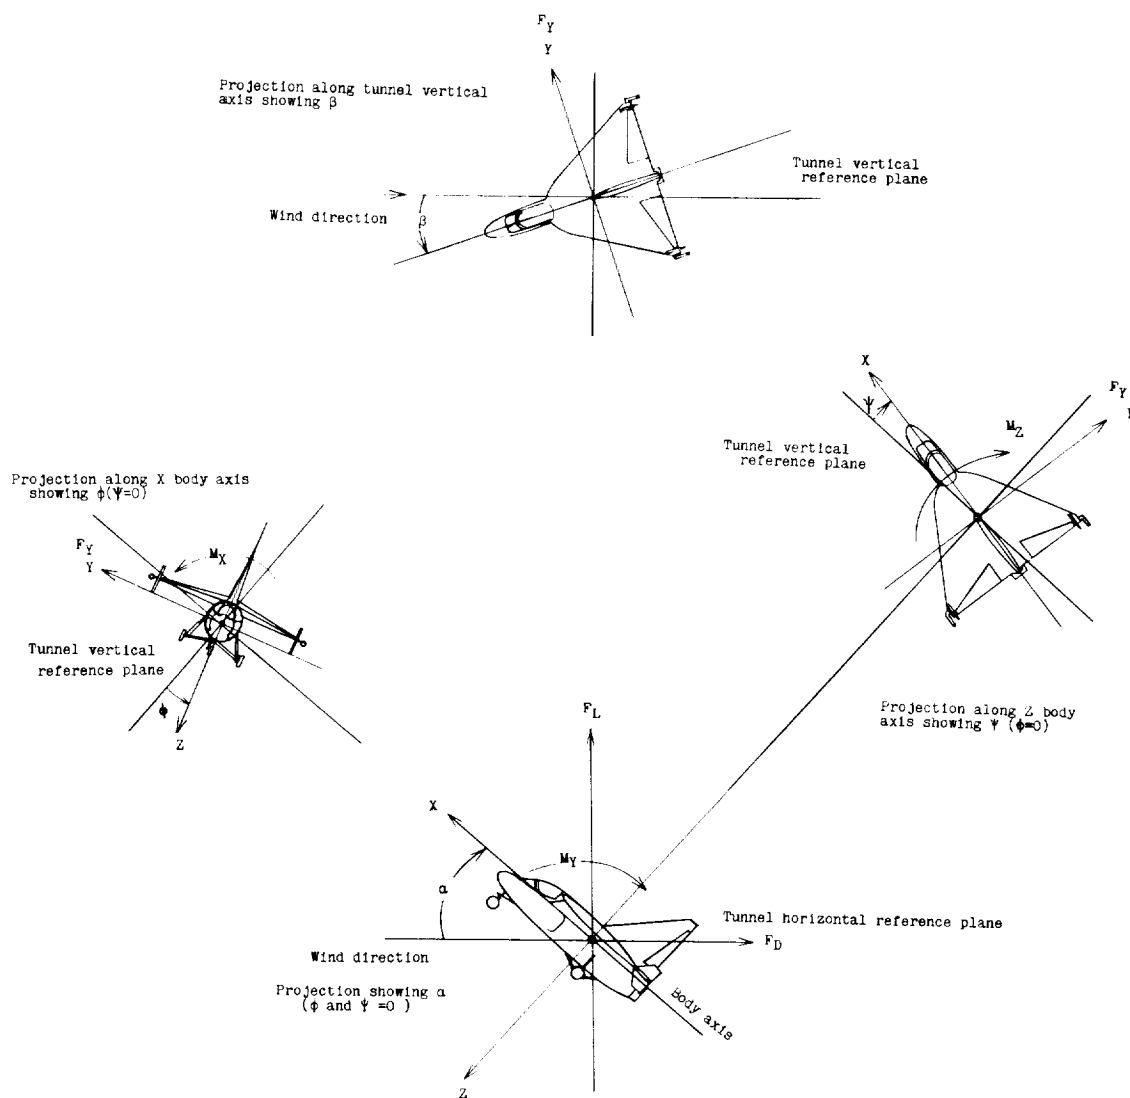 F_Y
Y
Projection along tunnel vertical
axis showing β
Tunnel vertical
reference plane
Wind direction
β
X
F_Y
Ψ
M_Z
Tunnel vertical
reference plane
Projection along X body axis
showing ϕ(Ψ=0)
F_Y
Y
M_X
Tunnel vertical
reference plane
ϕ
Z
Projection along Z body
axis showing Ψ (ϕ=0)
F_L
X
M_Y
α
Tunnel horizontal reference plane
F_D
Wind direction
Projection showing α
(ϕ and Ψ =0 )
Body axis
Z